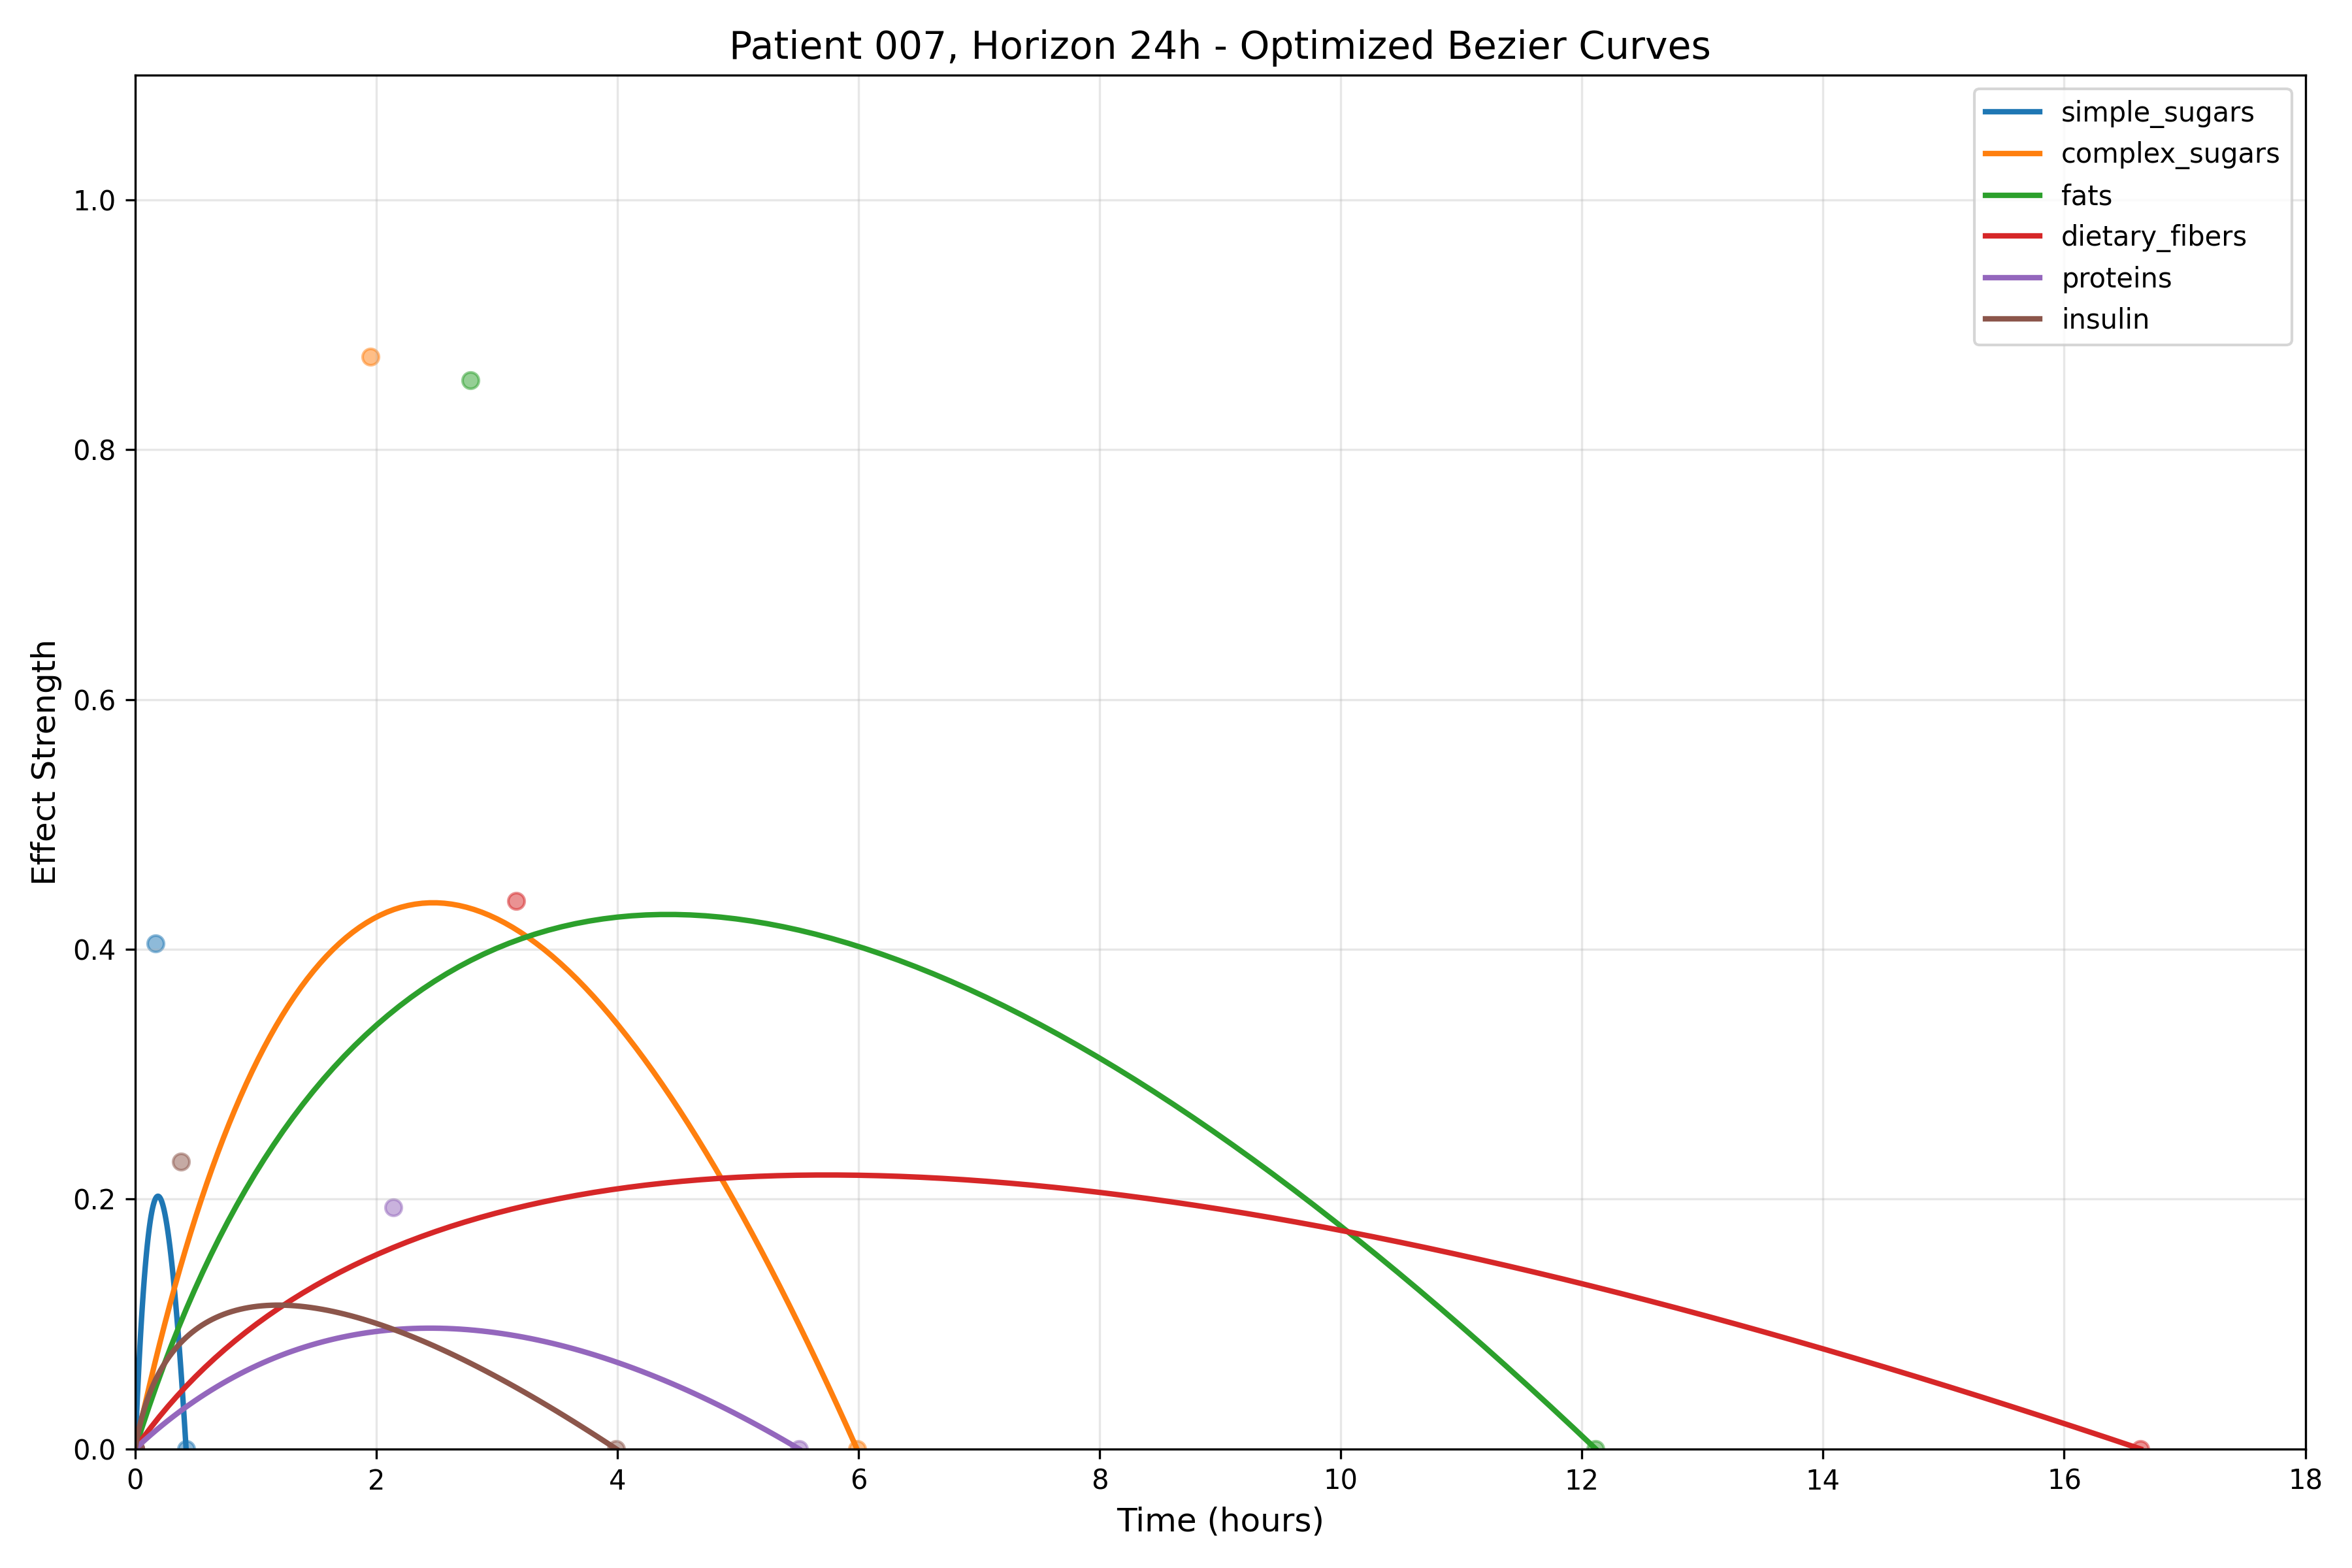 Patient 007, Horizon 24h - Optimized Bezier Curves
simple_sugars
complex_sugars
fats
dietary_fibers
proteins
insulin
Effect Strength
1.0
0.8
0.6
0.4
0.2
0.0
0 2 4 6 8 10 12 14 16 18
Time (hours)